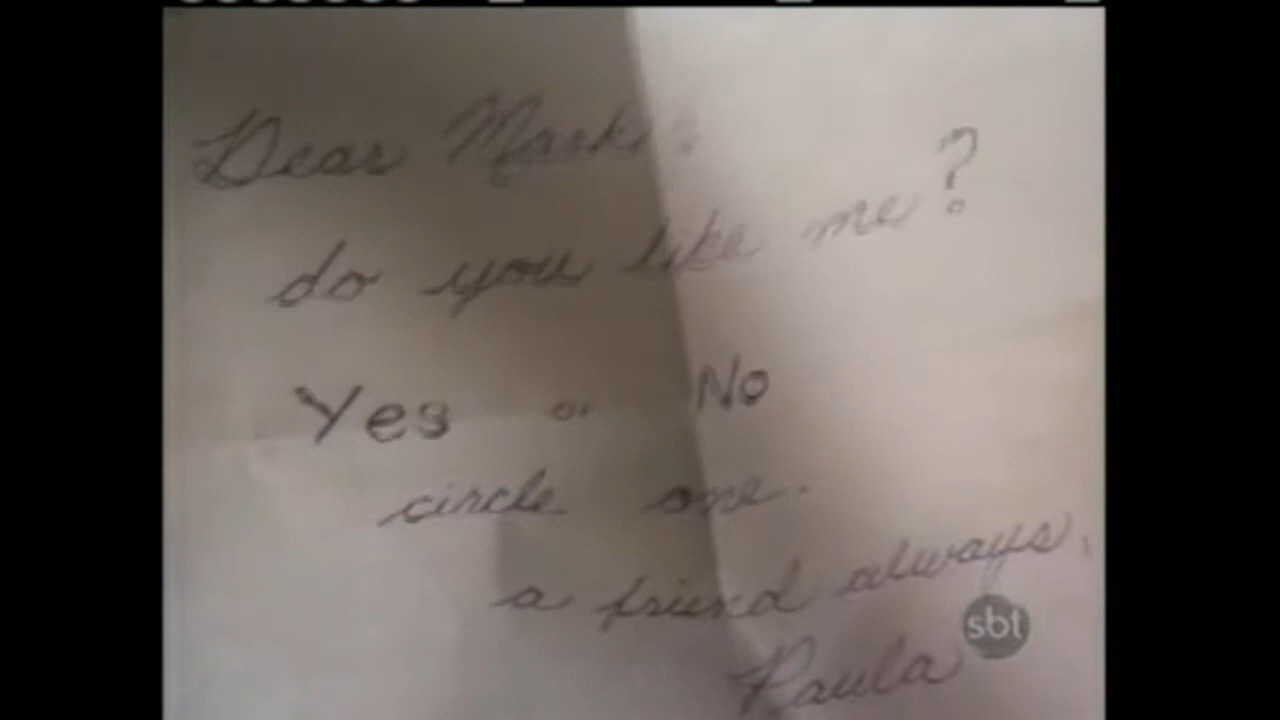 Dear Mark:
do you like me?
Yes or No
circle one.
a friend always,
Paula
sbt